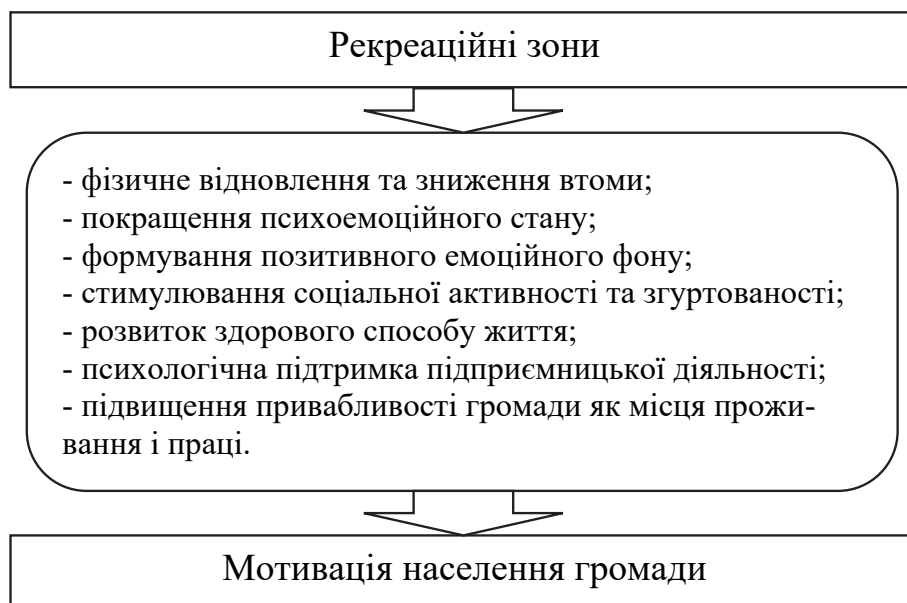 Рекреаційні зони
- фізичне відновлення та зниження втоми;
- покращення психоемоційного стану;
- формування позитивного емоційного фону;
- стимулювання соціальної активності та згуртованості;
- розвиток здорового способу життя;
- психологічна підтримка підприємницької діяльності;
- підвищення привабливості громади як місця прожи-
вання і праці.
Мотивація населення громади